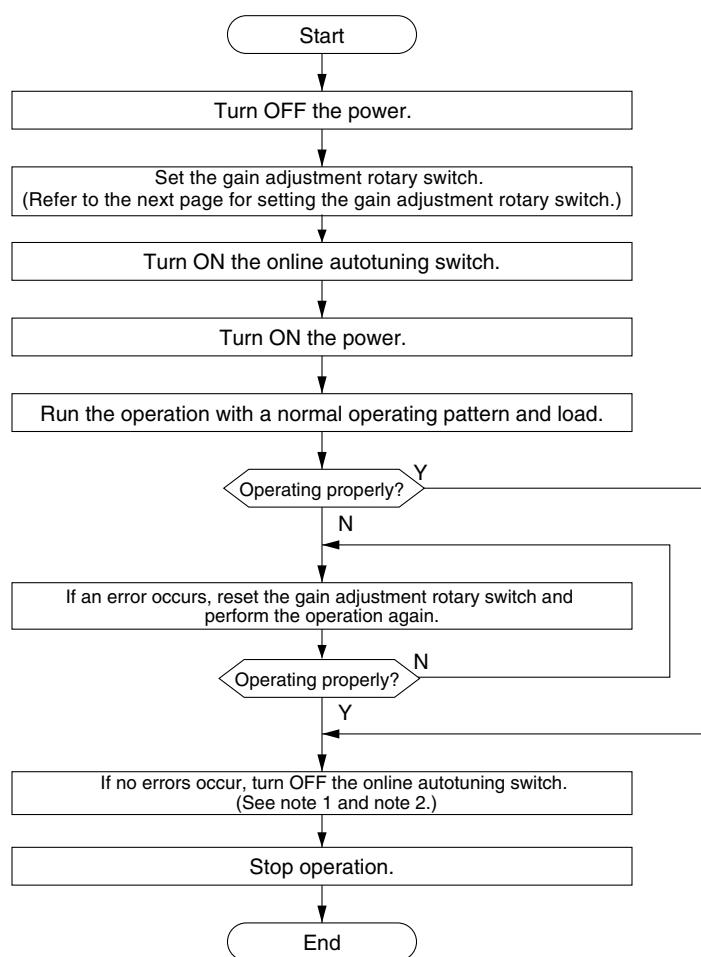 Start
Turn OFF the power.
Set the gain adjustment rotary switch.
(Refer to the next page for setting the gain adjustment rotary switch.)
Turn ON the online autotuning switch.
Turn ON the power.
Run the operation with a normal operating pattern and load.
Operating properly?
Y
N
If an error occurs, reset the gain adjustment rotary switch and
perform the operation again.
Operating properly?
N
Y
If no errors occur, turn OFF the online autotuning switch.
(See note 1 and note 2.)
Stop operation.
End